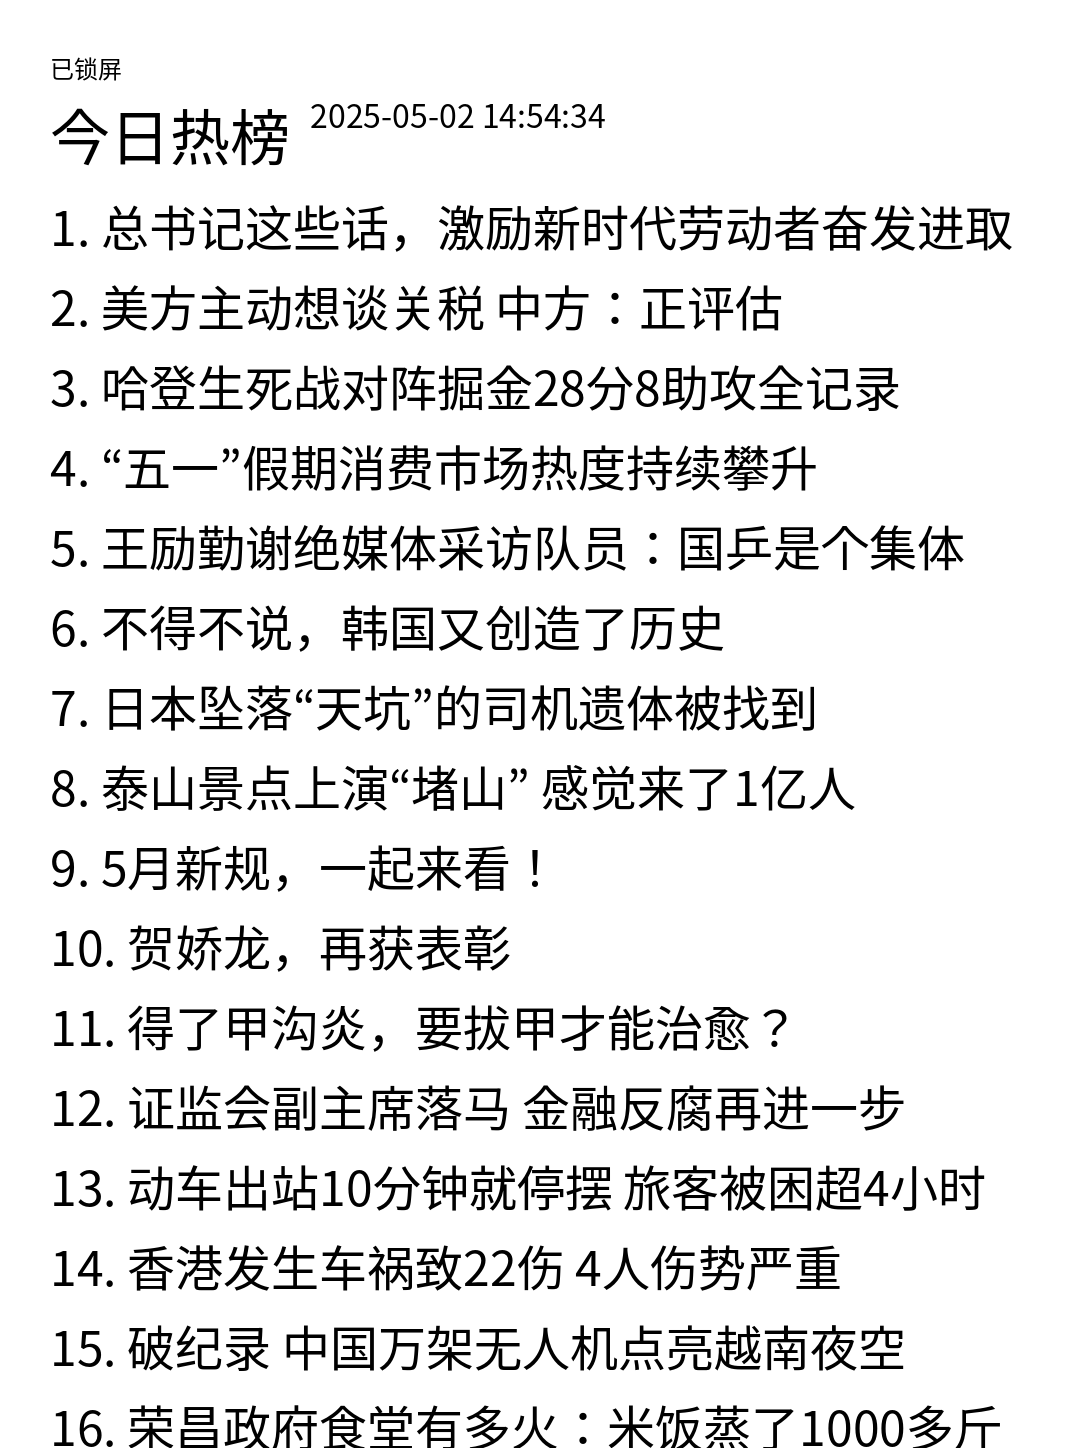 已锁屏
今日热榜 2025-05-02 14:54:34
1. 总书记这些话，激励新时代劳动者奋发进取
2. 美方主动想谈关税 中方：正评估
3. 哈登生死战对阵掘金28分8助攻全记录
4. “五一”假期消费市场热度持续攀升
5. 王励勤谢绝媒体采访队员：国乒是个集体
6. 不得不说，韩国又创造了历史
7. 日本坠落“天坑”的司机遗体被找到
8. 泰山景点上演“堵山” 感觉来了1亿人
9. 5月新规，一起来看！
10. 贺娇龙，再获表彰
11. 得了甲沟炎，要拔甲才能治愈？
12. 证监会副主席落马 金融反腐再进一步
13. 动车出站10分钟就停摆 旅客被困超4小时
14. 香港发生车祸致22伤 4人伤势严重
15. 破纪录 中国万架无人机点亮越南夜空
16. 荣昌政府食堂有多火：米饭蒸了1000多斤